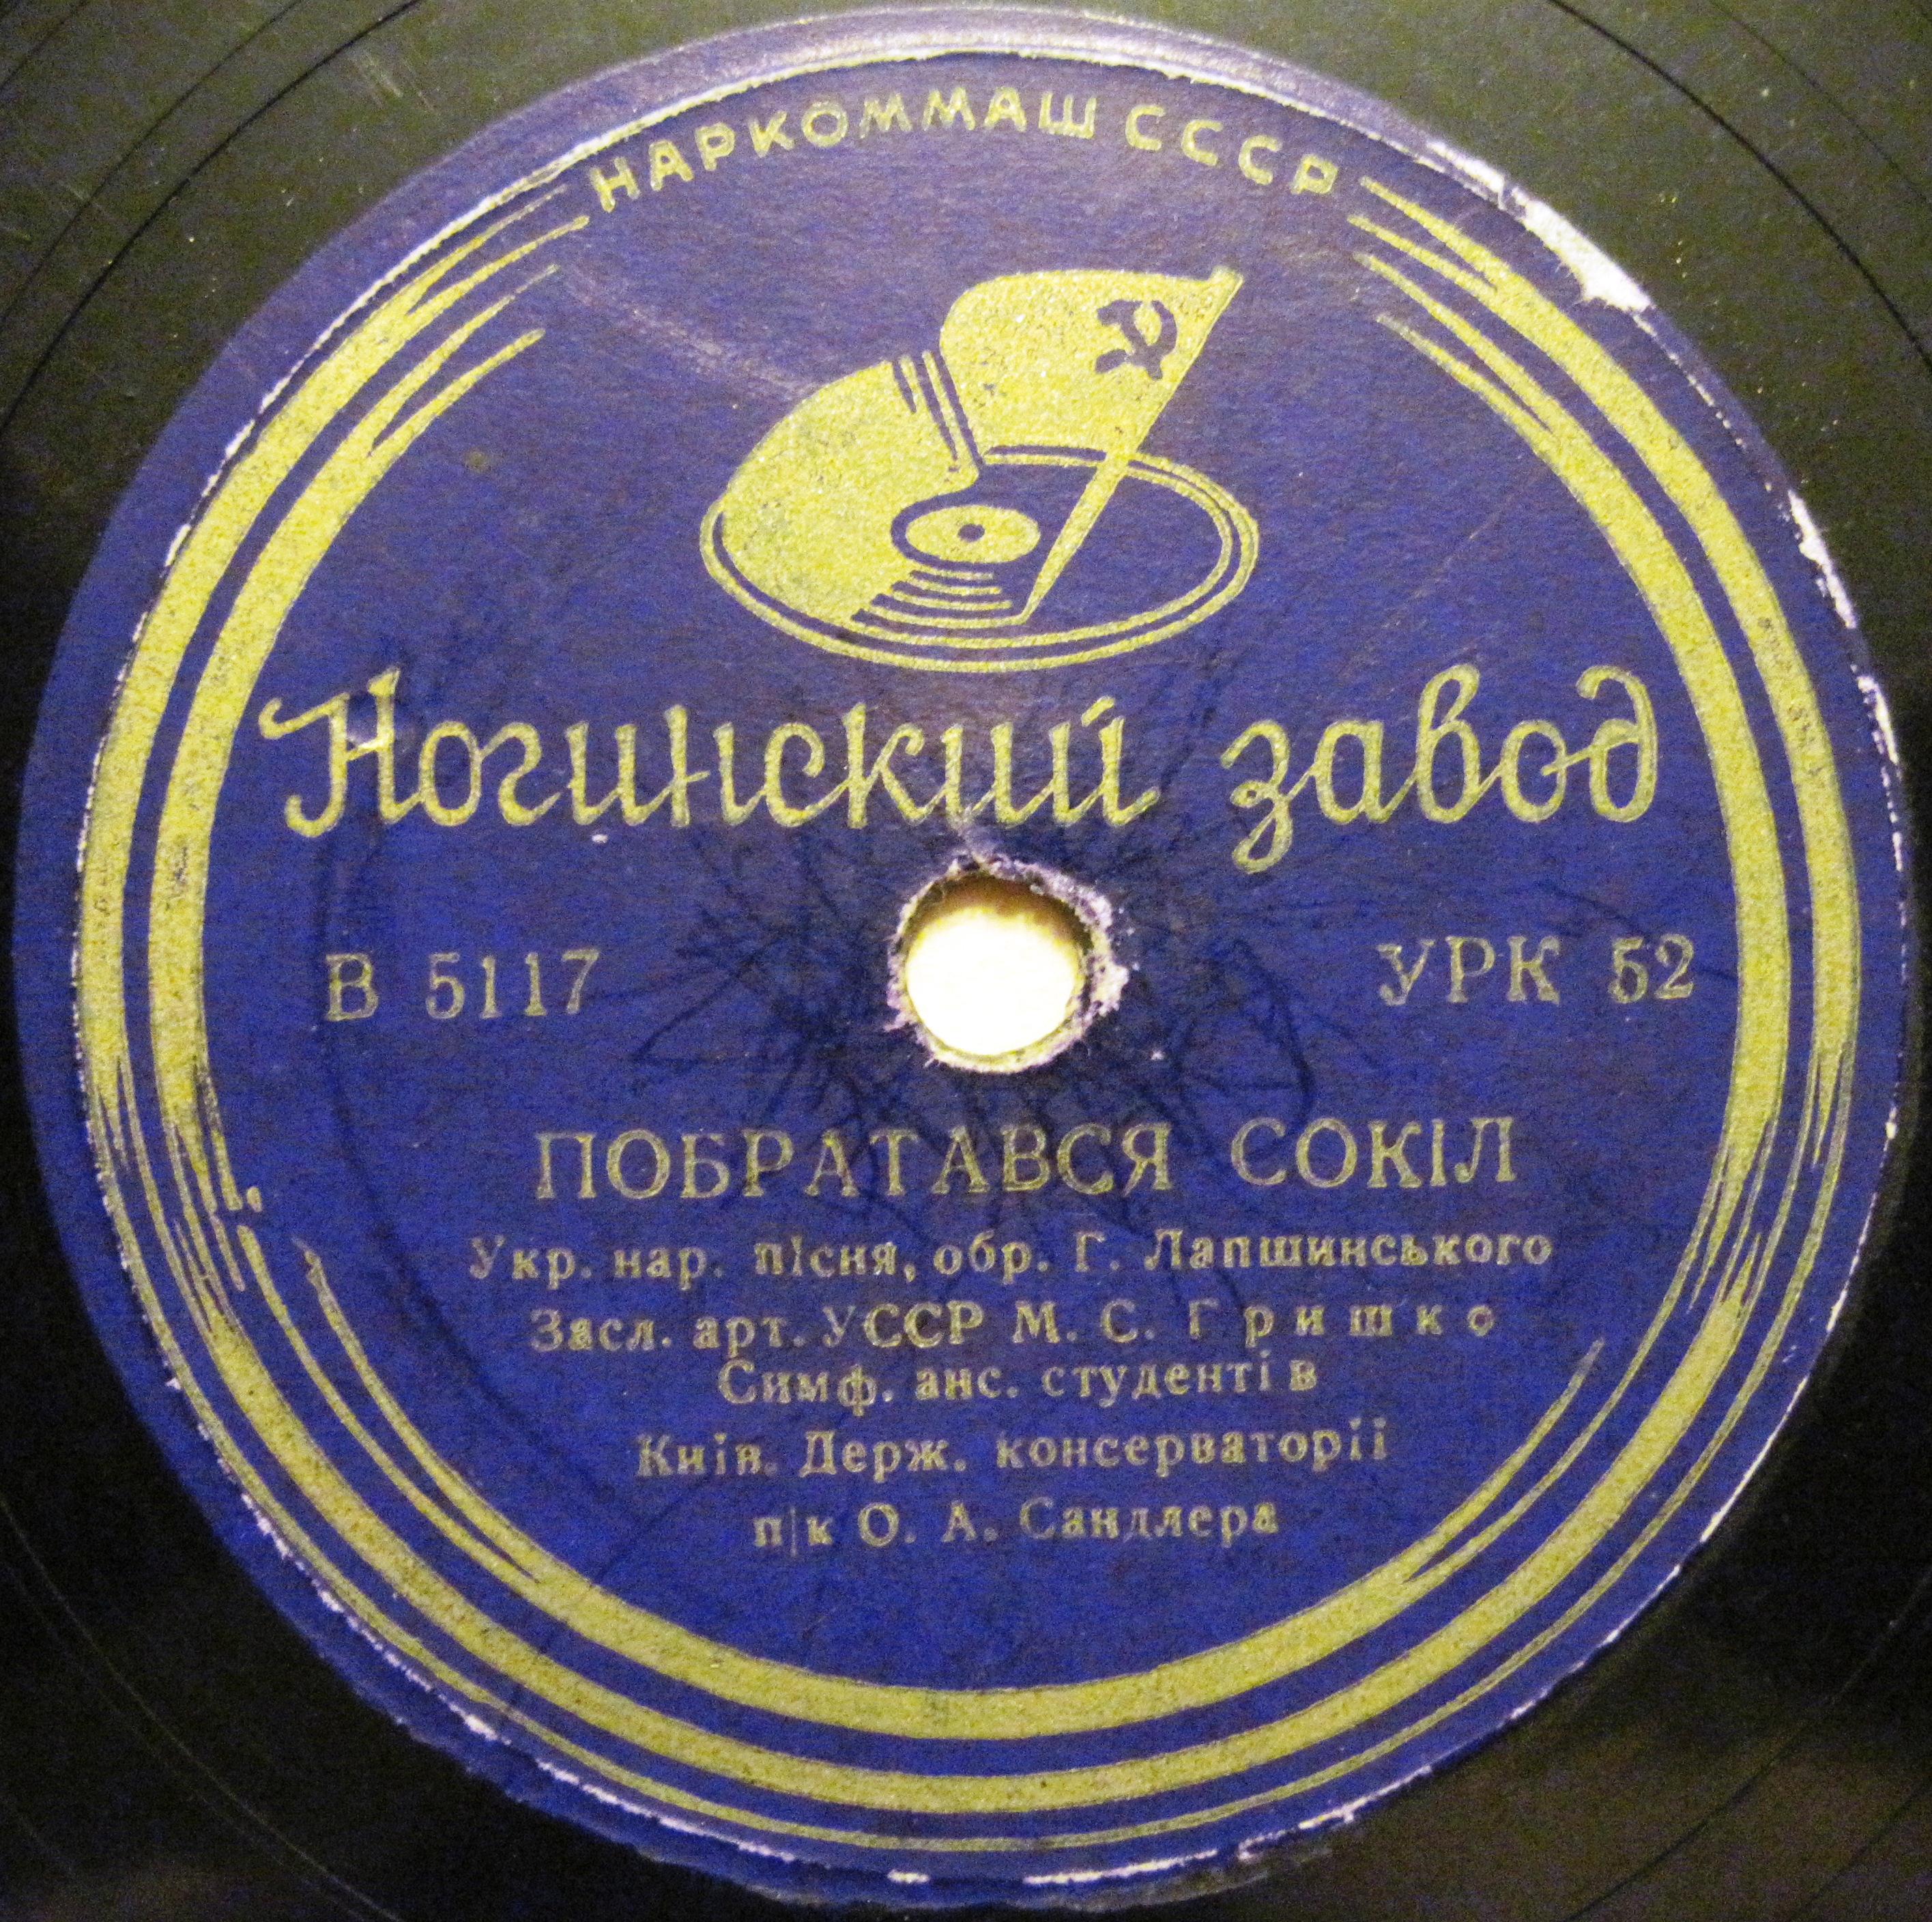 НАРКОММАШ СССР
Ногинский завод
В 5117
УРК 52
ПОБРАТАВСЯ СОКІЛ
Укр. нар. пісня, обр. Г. Лапшинського
Засл. арт. УССР М. С. Гришко
Симф. анс. студентів
Київ. Держ. консерваторії
п|к О. А. Сандлера